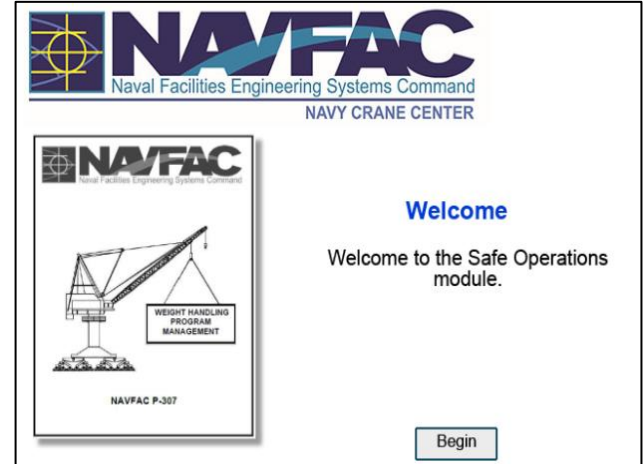 NAVFAC
Naval Facilities Engineering Systems Command
NAVY CRANE CENTER
NAVFAC
Naval Facilities Engineering Systems Command
WEIGHT HANDLING
PROGRAM
MANAGEMENT
NAVFAC P-307
Welcome
Welcome to the Safe Operations
module.
Begin